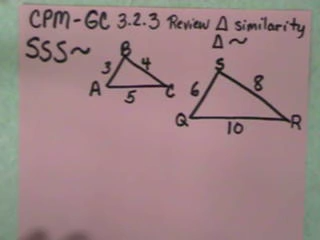 CPM-GC 3.2.3 Review Δ similarity
SSS~
Δ ~
B
3 4
A 5 C
S
6 8
Q 10 R